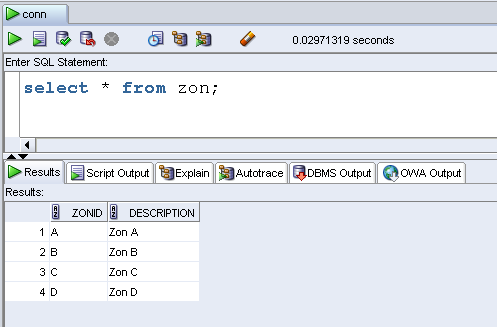 conn
0.02971319 seconds
Enter SQL Statement:
select * from zon;
Results Script Output Explain Autotrace DBMS Output OWA Output
Results:
ZONID DESCRIPTION
1 A Zon A
2 B Zon B
3 C Zon C
4 D Zon D